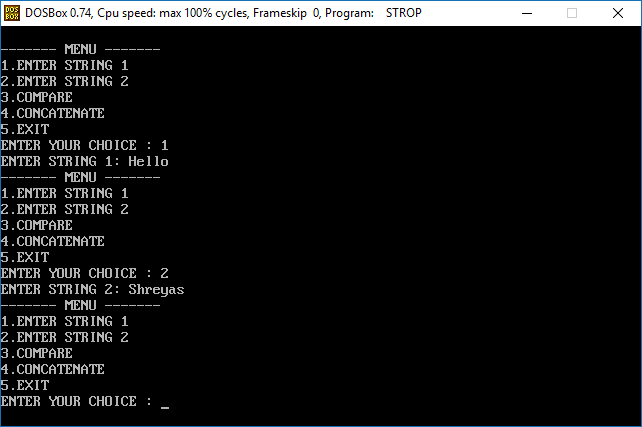 DOSBox 0.74, Cpu speed: max 100% cycles, Frameskip 0, Program: STROP
------- MENU -------
1.ENTER STRING 1
2.ENTER STRING 2
3.COMPARE
4.CONCATENATE
5.EXIT
ENTER YOUR CHOICE : 1
ENTER STRING 1: Hello
------- MENU -------
1.ENTER STRING 1
2.ENTER STRING 2
3.COMPARE
4.CONCATENATE
5.EXIT
ENTER YOUR CHOICE : 2
ENTER STRING 2: Shreyas
------- MENU -------
1.ENTER STRING 1
2.ENTER STRING 2
3.COMPARE
4.CONCATENATE
5.EXIT
ENTER YOUR CHOICE : _